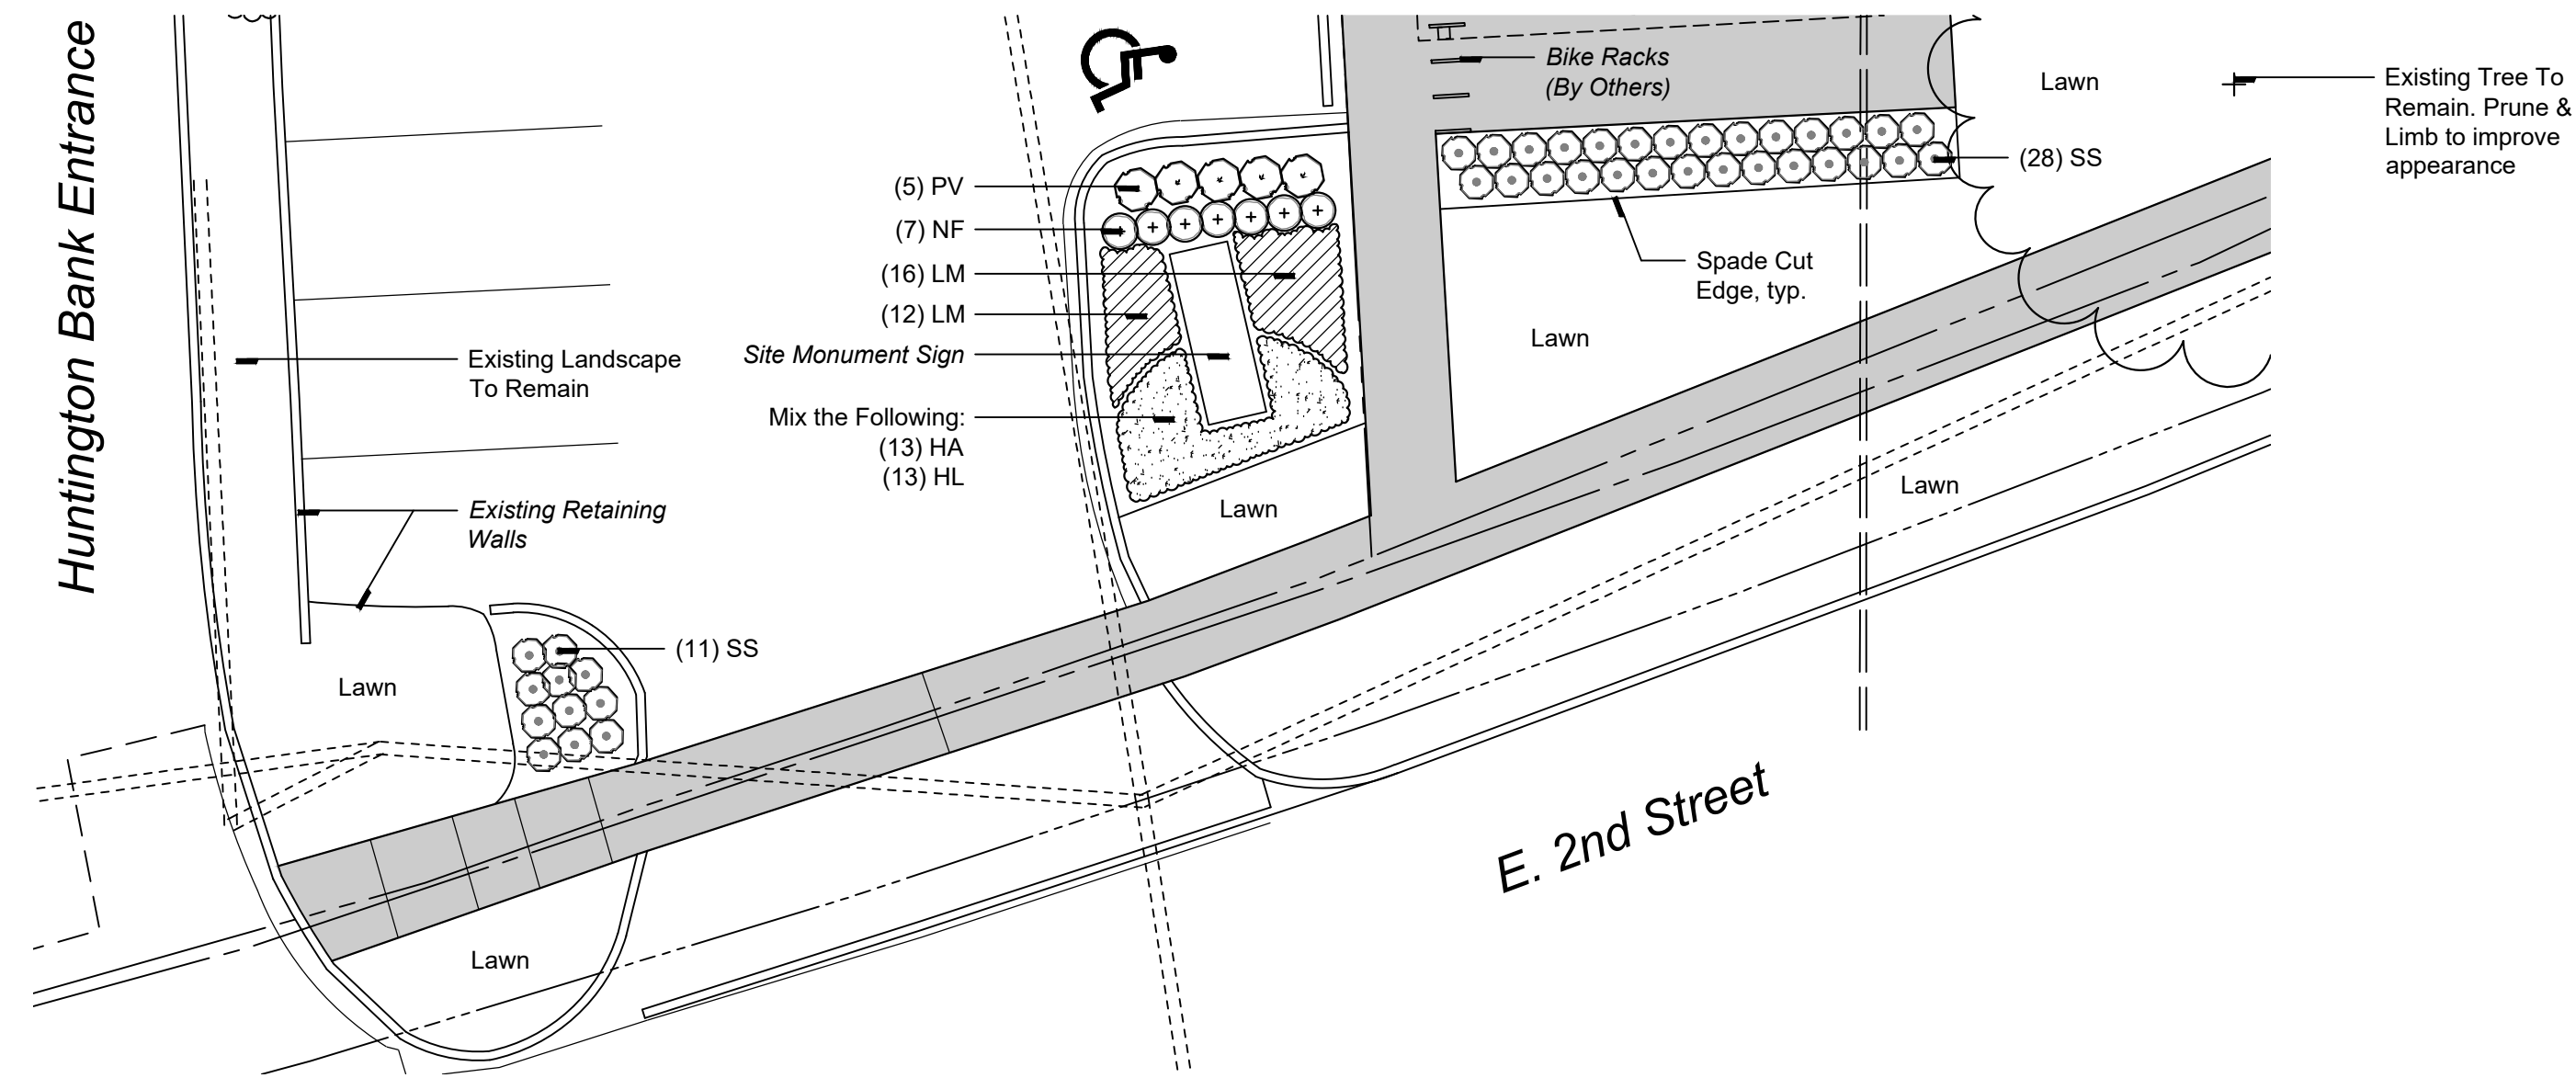 Huntington Bank Entrance
Bike Racks
(By Others)
Lawn
Existing Tree To
Remain. Prune &
Limb to improve
appearance
(28) SS
(5) PV
(7) NF
(16) LM
(12) LM
Site Monument Sign
Mix the Following:
(13) HA
(13) HL
Spade Cut
Edge, typ.
Lawn
Existing Landscape
To Remain
Existing Retaining
Walls
Lawn
Lawn
(11) SS
Lawn
Lawn
E. 2nd Street